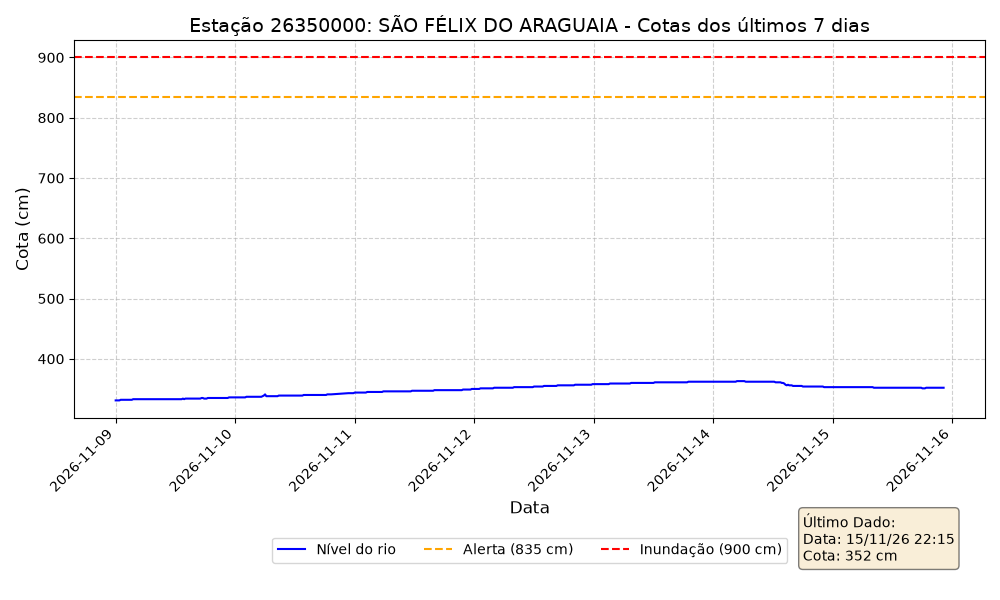 Estação 26350000: SÃO FÉLIX DO ARAGUAIA - Cotas dos últimos 7 dias
900
800
700
600
500
400
Cota (cm)
2026-11-09
2026-11-10
2026-11-11
2026-11-12
2026-11-13
2026-11-14
2026-11-15
2026-11-16
Data
Nível do rio
Alerta (835 cm)
Inundação (900 cm)
Último Dado:
Data: 15/11/26 22:15
Cota: 352 cm